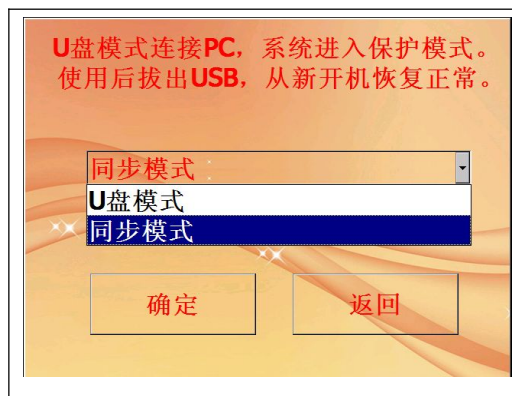 U盘模式连接PC，系统进入保护模式。
使用后拔出USB，从新开机恢复正常。
同步模式
U盘模式
同步模式
确定
返回